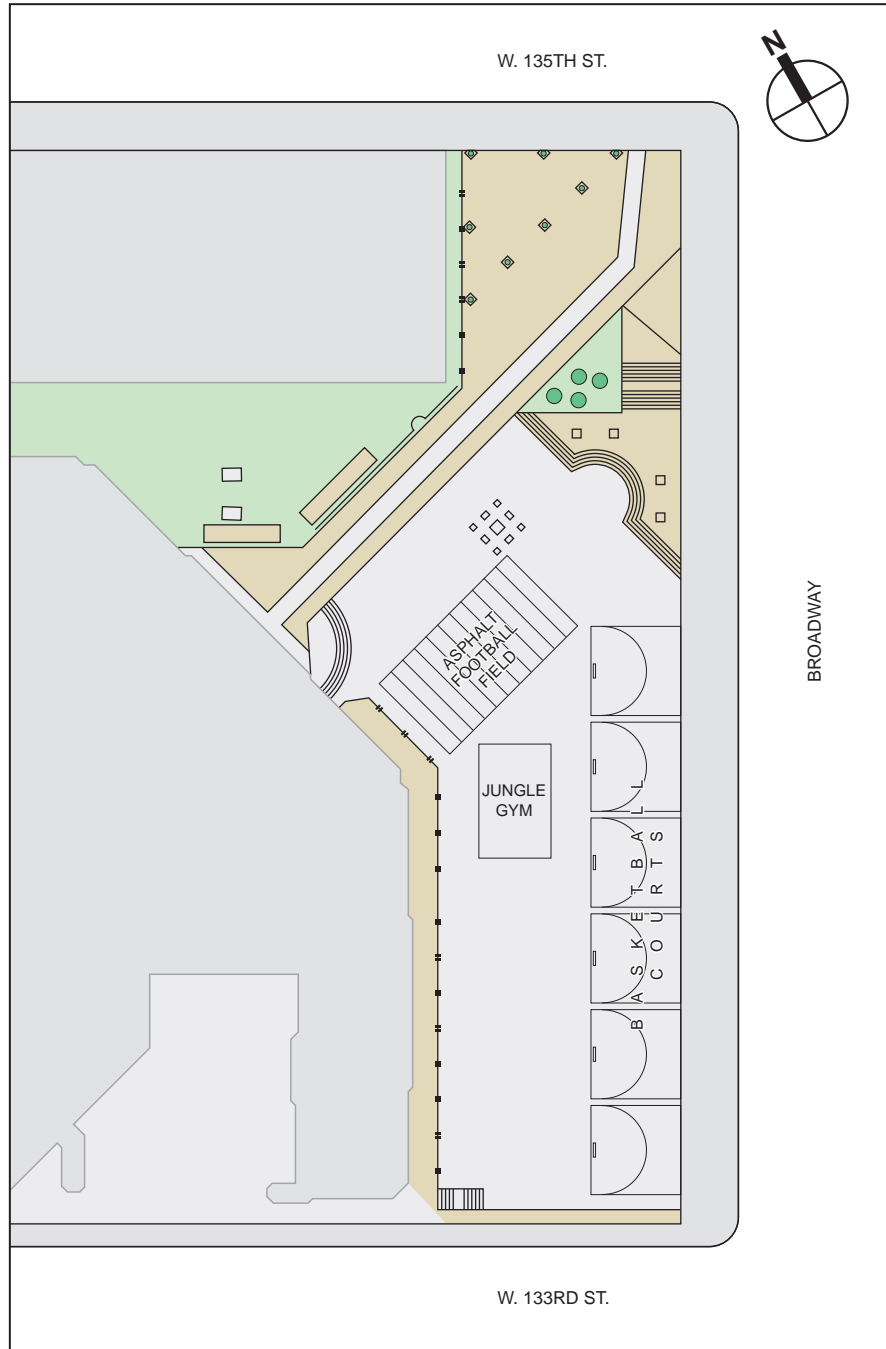 W. 135TH ST.
N
BROADWAY
ASPHALT
FOOTBALL
FIELD
JUNGLE
GYM
BASKETBALL
COURTS
W. 133RD ST.